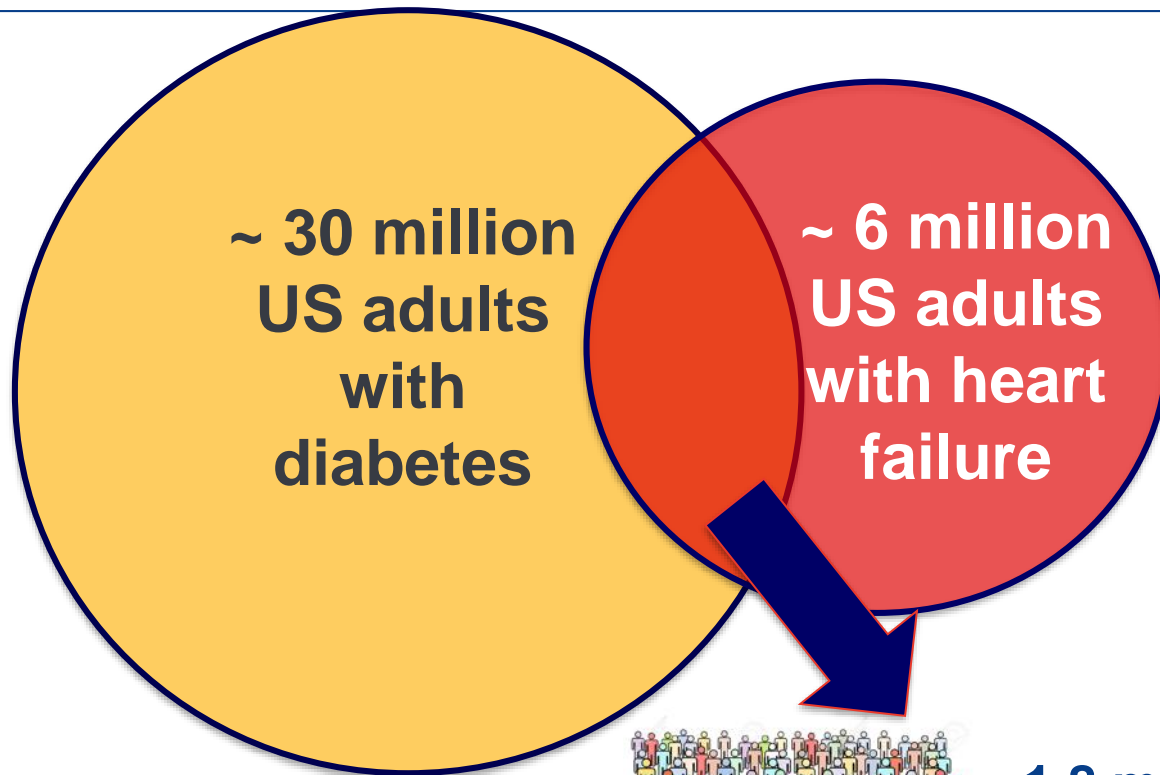 ~ 30 million
US adults
with
diabetes
~ 6 million
US adults
with heart
failure